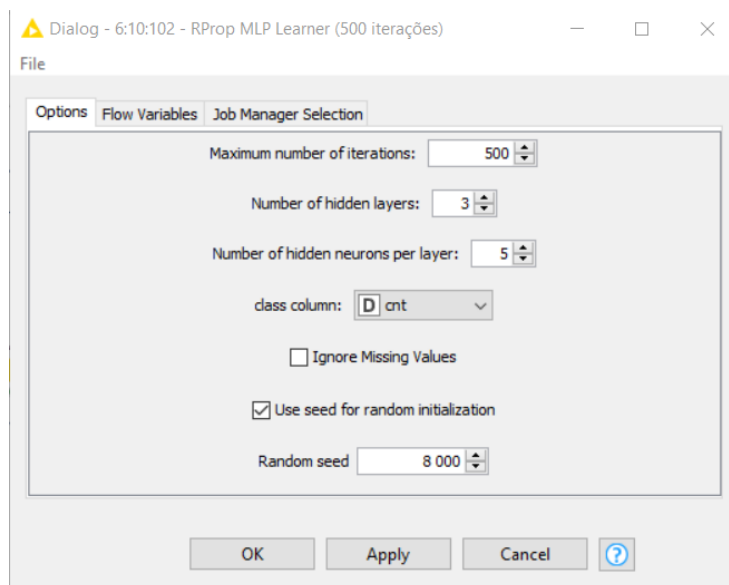 Dialog - 6:10:102 - RProp MLP Learner (500 iterações)
File
Options Flow Variables Job Manager Selection
Maximum number of iterations: 500
Number of hidden layers: 3
Number of hidden neurons per layer: 5
class column: D cnt
Ignore Missing Values
Use seed for random initialization
Random seed 8 000
OK Apply Cancel ?